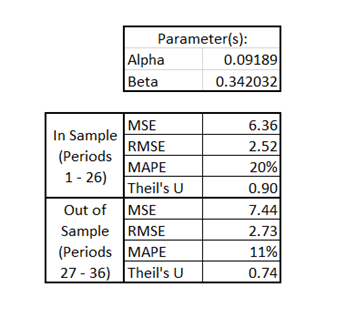 Parameter(s):
Alpha 0.09189
Beta 0.342032
In Sample
(Periods
1 - 26)
MSE 6.36
RMSE 2.52
MAPE 20%
Theil's U 0.90
Out of
Sample
(Periods
27 - 36)
MSE 7.44
RMSE 2.73
MAPE 11%
Theil's U 0.74